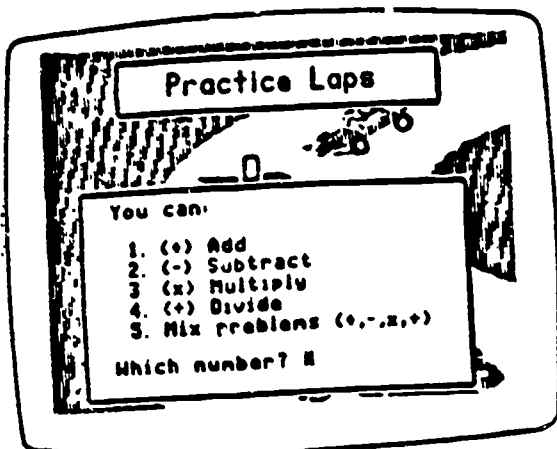 Practice Laps
You can:
1. (+) Add
2. (-) Subtract
3 (x) Multiply
4. (÷) Divide
5. Mix problems (+,-,x,÷)
Which number?